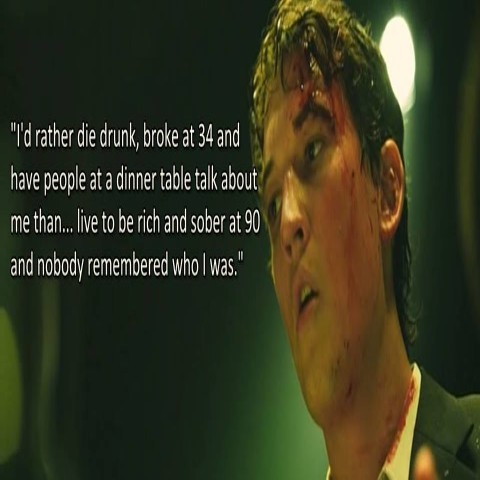 "I'd rather die drunk, broke at 34 and
have people at a dinner table talk about
me than... live to be rich and sober at 90
and nobody remembered who I was."